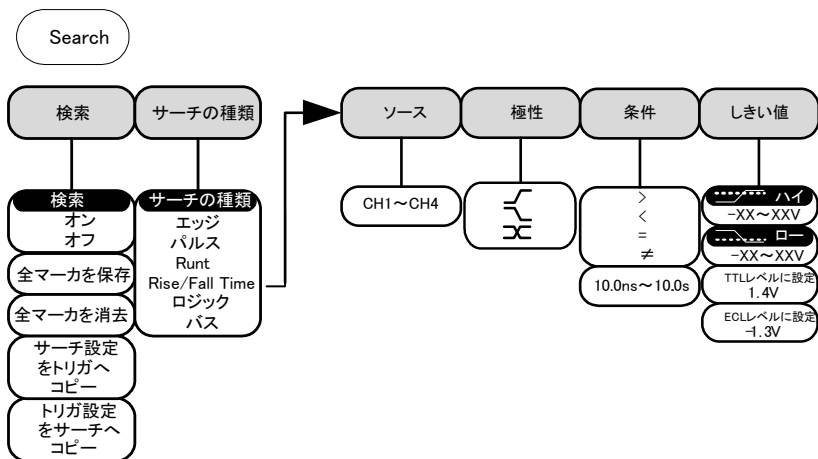 Search
検索
サーチの種類
ソース
極性
条件
しきい値
検索
オン
オフ
全マーカを保存
全マーカを消去
サーチ設定
をトリガへ
コピー
トリガ設定
をサーチへ
コピー
サーチの種類
エッジ
パルス
Runt
Rise/Fall Time
ロジック
バス
CH1～CH4
>
<
=
≠
10.0ns～10.0s
ハイ
-XX～XXV
ロー
-XX～XXV
TTLレベルに設定
1.4V
ECLレベルに設定
-1.3V